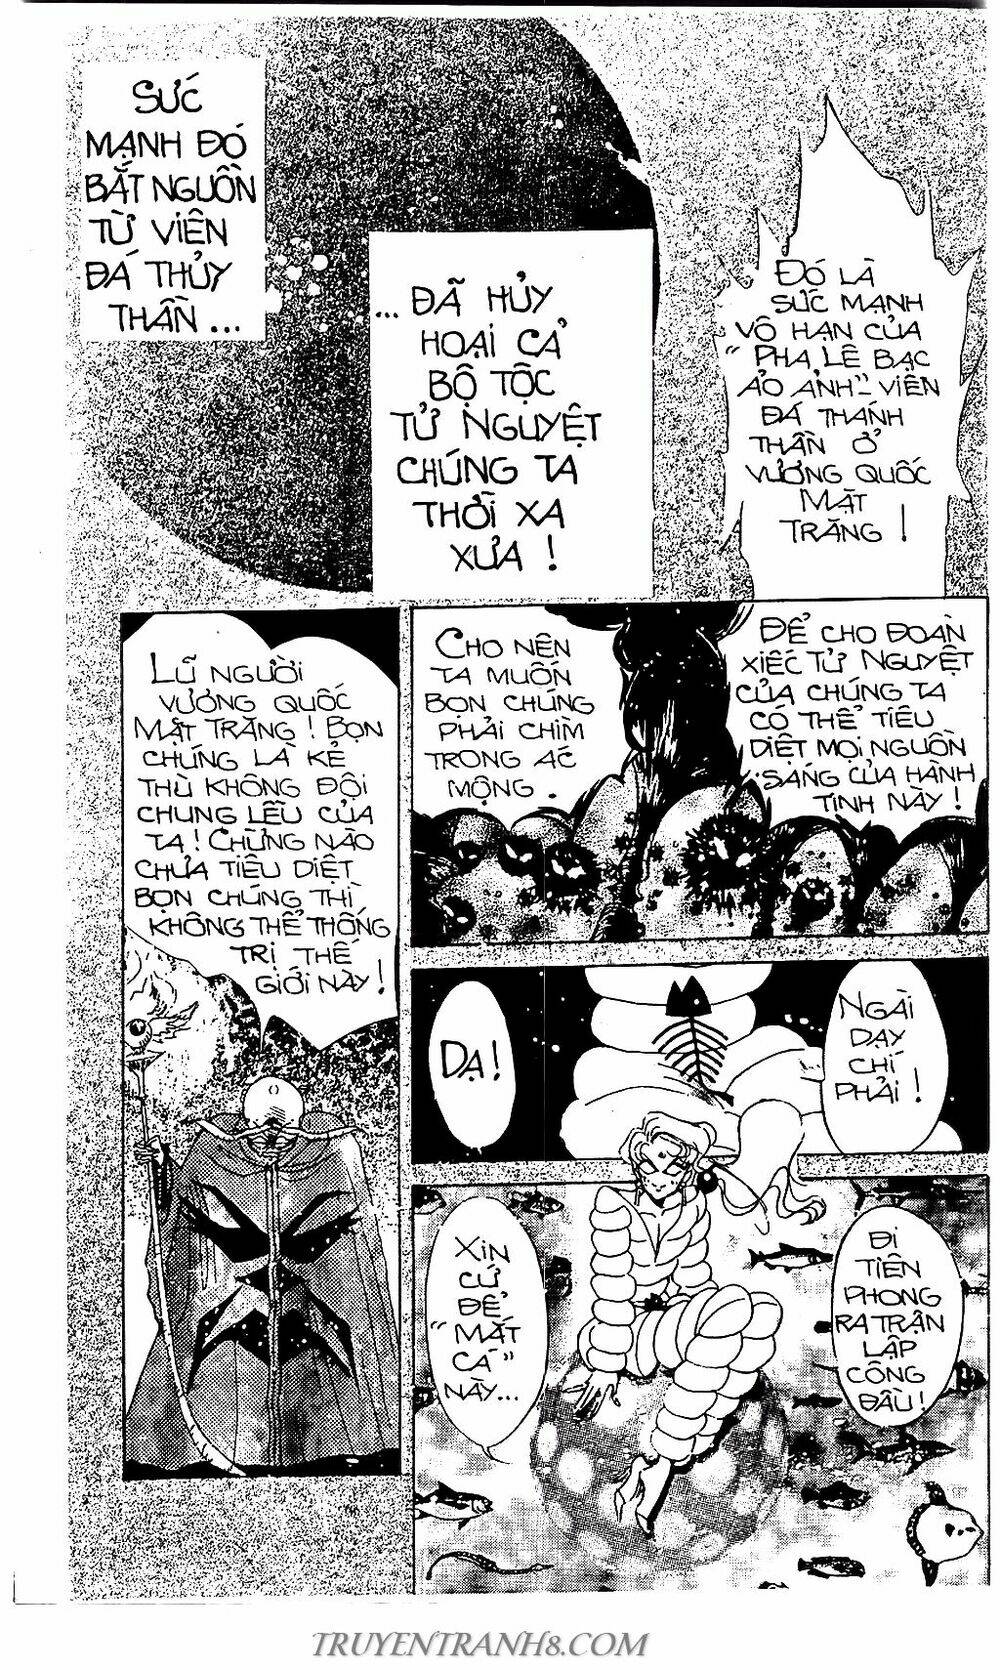 Đó là
sức mạnh
vô hạn của
"Pha lê bạc
ảo ảnh" viên
đá thánh
thần ở
vương quốc
mặt
trăng!
Sức
mạnh đó
bắt nguồn
từ viên
đá thủy
thần...
...Đã hủy
hoại cả
bộ tộc
Tử Nguyệt
chúng ta
thời xa
xưa!
Để cho đoàn
xiếc Tử Nguyệt
của chúng ta
có thể tiêu
diệt mọi nguồn
sáng của hành
tinh này!
Cho nên
ta muốn
bọn chúng
phải chìm
trong ác
mộng.
Lũ người
vương quốc
mặt trăng! Bọn
chúng là kẻ
thù không đội
chung lều của
ta! Chừng nào
chưa tiêu diệt
bọn chúng thì
không thể thống
trị thế
giới này!
Ngài
dạy
chí
phải!
Dạ!
Đi
tiên
phong
ra trận
lập
công
đầu!
Xin
cứ
để
"Mắt
Cá"
này...
TRUYENTRANH8.COM